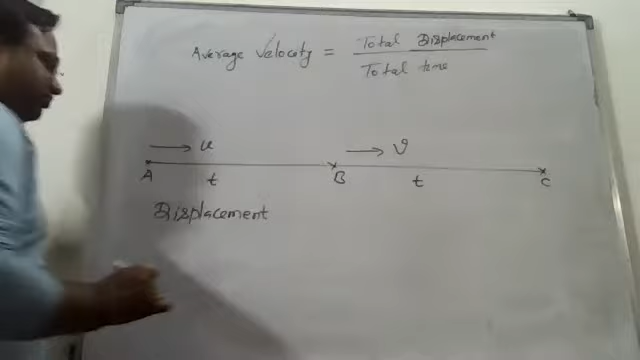 Average Velocity = Total Displacement
Total time
u v
A t B t C
Displacement